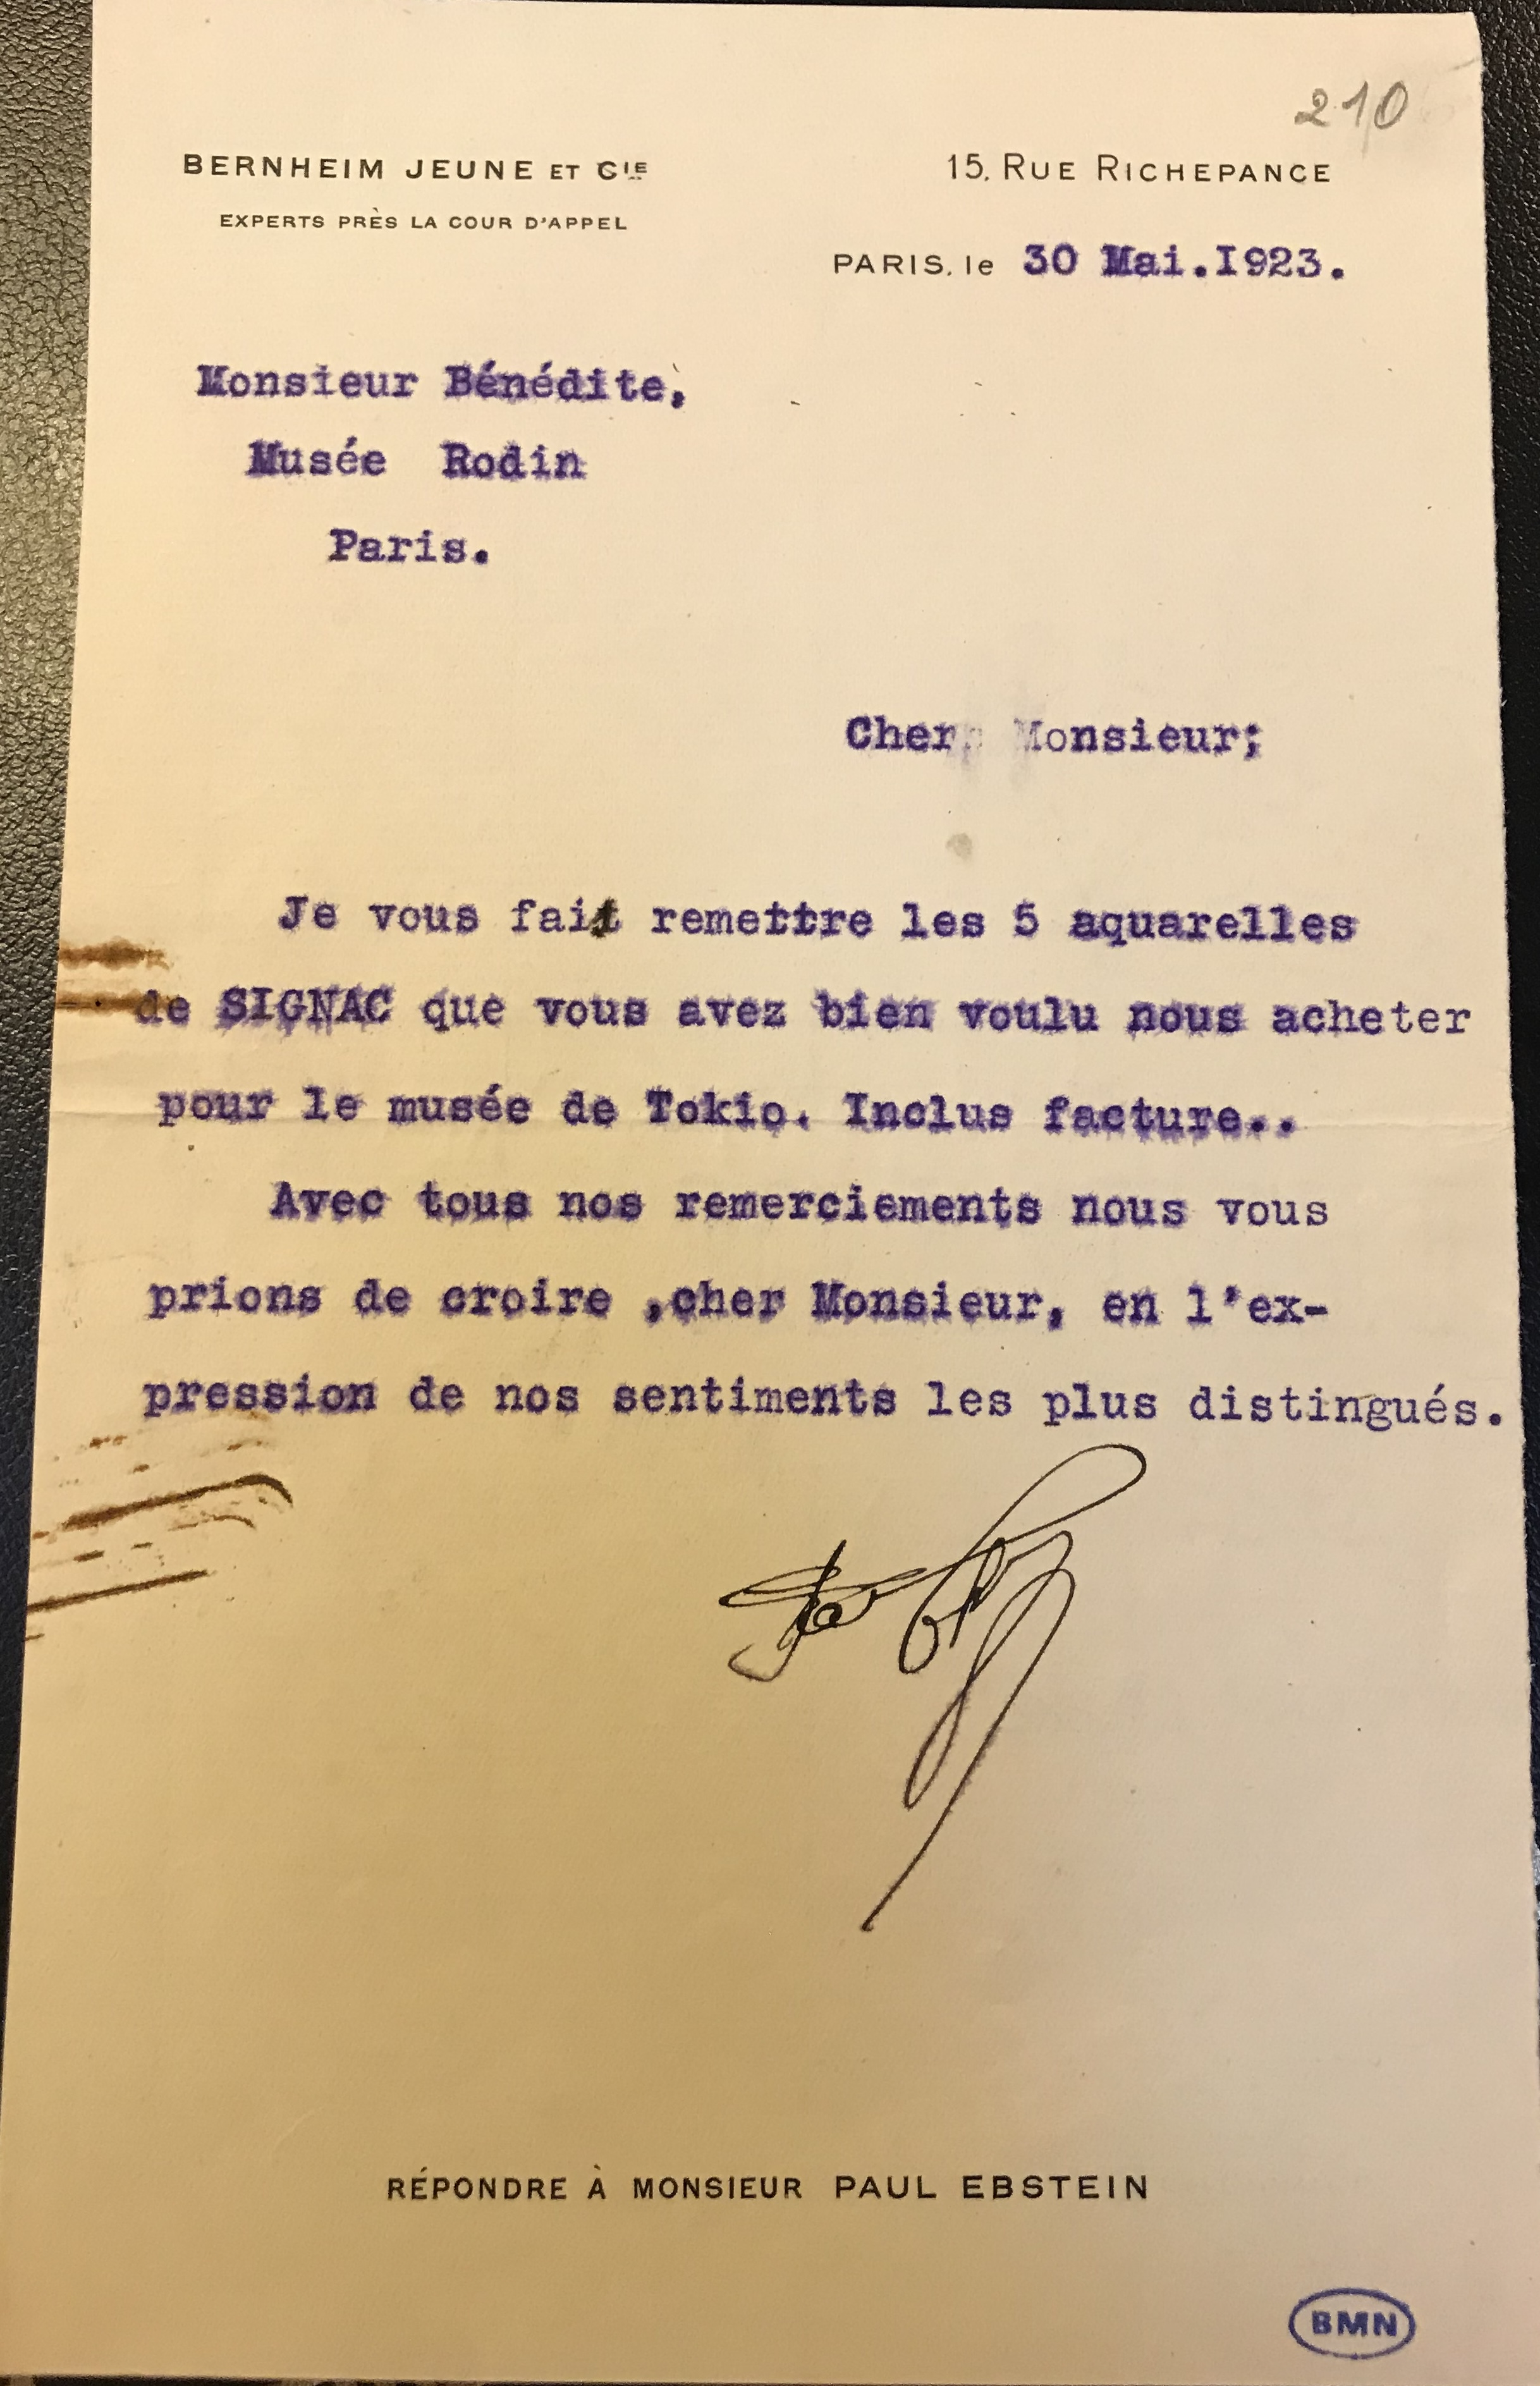 210
BERNHEIM JEUNE ET CIE
15, RUE RICHEPANCE
EXPERTS PRÈS LA COUR D'APPEL
PARIS, le 30 Mai.I923.
Monsieur Bénédite,
Musée Rodin
Paris.
Cher Monsieur;
Je vous fait remettre les 5 aquarelles
de SIGNAC que vous avez bien voulu nous acheter
pour le musée de Tokio. Inclus facture..
Avec tous nos remerciements nous vous
prions de croire ,cher Monsieur, en l'ex-
pression de nos sentiments les plus distingués.
RÉPONDRE À MONSIEUR PAUL EBSTEIN
BMN